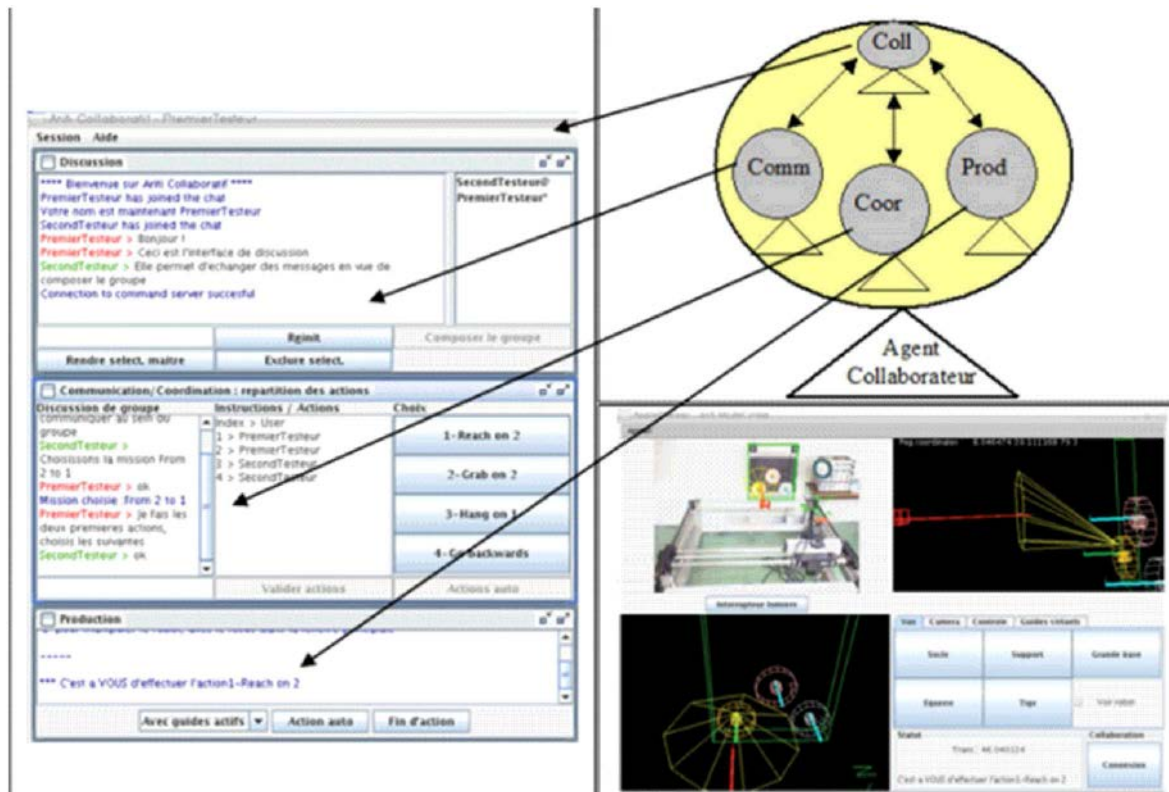 Session Aide
Discussion
**** Bienvenue sur Ariti Collaboratif ****
PremierTesteur has joined the chat
Votre nom est maintenant PremierTesteur
SecondTesteur has joined the chat
PremierTesteur > Bonjour !
PremierTesteur > Ceci est l'interface de discussion
SecondTesteur > Elle permet d'echanger des messages en vue de
composer le groupe
Connection to command server succesful
SecondTesteur@
PremierTesteur*
Reinit
Composer le groupe
Rendre select. maitre
Exclure select.
Communication/Coordination : repartition des actions
Discussion de groupe
communiquer au sein du
groupe
SecondTesteur >
Choisissons la mission From
2 to 1
PremierTesteur > ok
Mission choisie :From 2 to 1
PremierTesteur > Je fais les
deux premieres actions,
choisis les suivantes
SecondTesteur > ok
Instructions / Actions
Index > User
1 > PremierTesteur
2 > PremierTesteur
3 > SecondTesteur
4 > SecondTesteur
Choix
1-Reach on 2
2-Grab on 2
3-Hang on 1
4-Go backwards
Valider actions
Actions auto
Production
-----
*** C'est a VOUS d'effectuer l'action1-Reach on 2
Avec guides actifs
Action auto
Fin d'action
Coll
Comm
Coor
Prod
Agent
Collaborateur
Interrupteur lumiere
Vue Camera Controle Guides virtuels
Socle
Support
Grande base
Equerre
Tige
Voir robot
Statut
Collaboration
Connexion
C'est a VOUS d'effectuer l'action1-Reach on 2